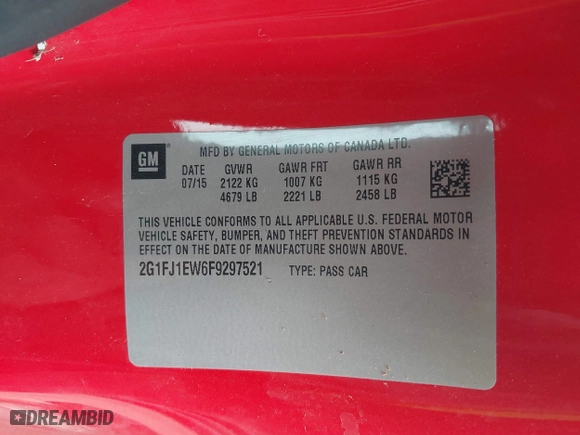 GM
MFD BY GENERAL MOTORS OF CANADA LTD.
DATE GVWR GAWR FRT GAWR RR
07/15 2122 KG 1007 KG 1115 KG
4679 LB 2221 LB 2458 LB
THIS VEHICLE CONFORMS TO ALL APPLICABLE U.S. FEDERAL MOTOR
VEHICLE SAFETY, BUMPER, AND THEFT PREVENTION STANDARDS IN
EFFECT ON THE DATE OF MANUFACTURE SHOWN ABOVE.
2G1FJ1EW6F9297521 TYPE: PASS CAR
DREAMBID